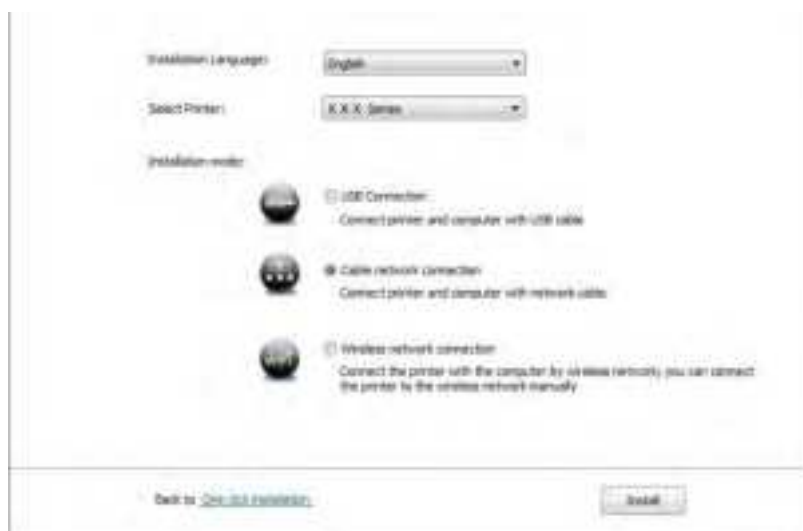 Installation Language:
English
Select Printer:
X X X Series
Installation mode:
USB Connection
Connect printer and computer with USB cable
Cable network connection
Connect printer and computer with network cable
Wireless network connection
Connect the printer with the computer by wireless network, you can connect
the printer to the wireless network manually
Back to One click installation.
Install